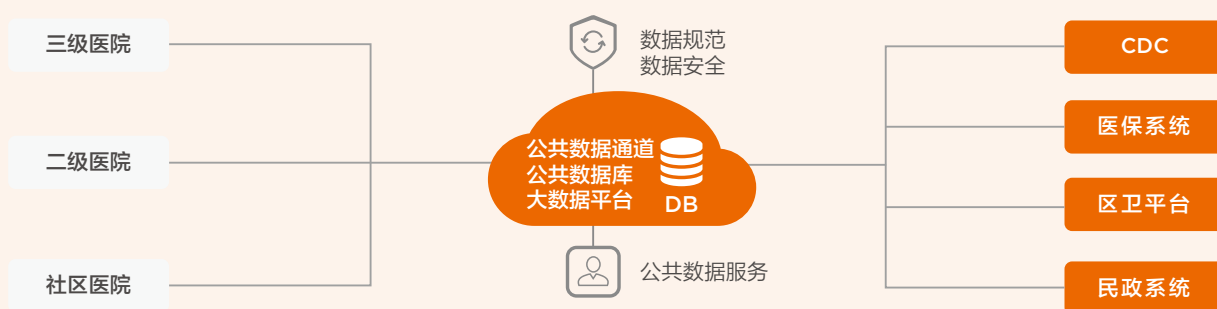 三级医院
二级医院
社区医院
数据规范
数据安全
公共数据通道
公共数据库
大数据平台
DB
公共数据服务
CDC
医保系统
区卫平台
民政系统